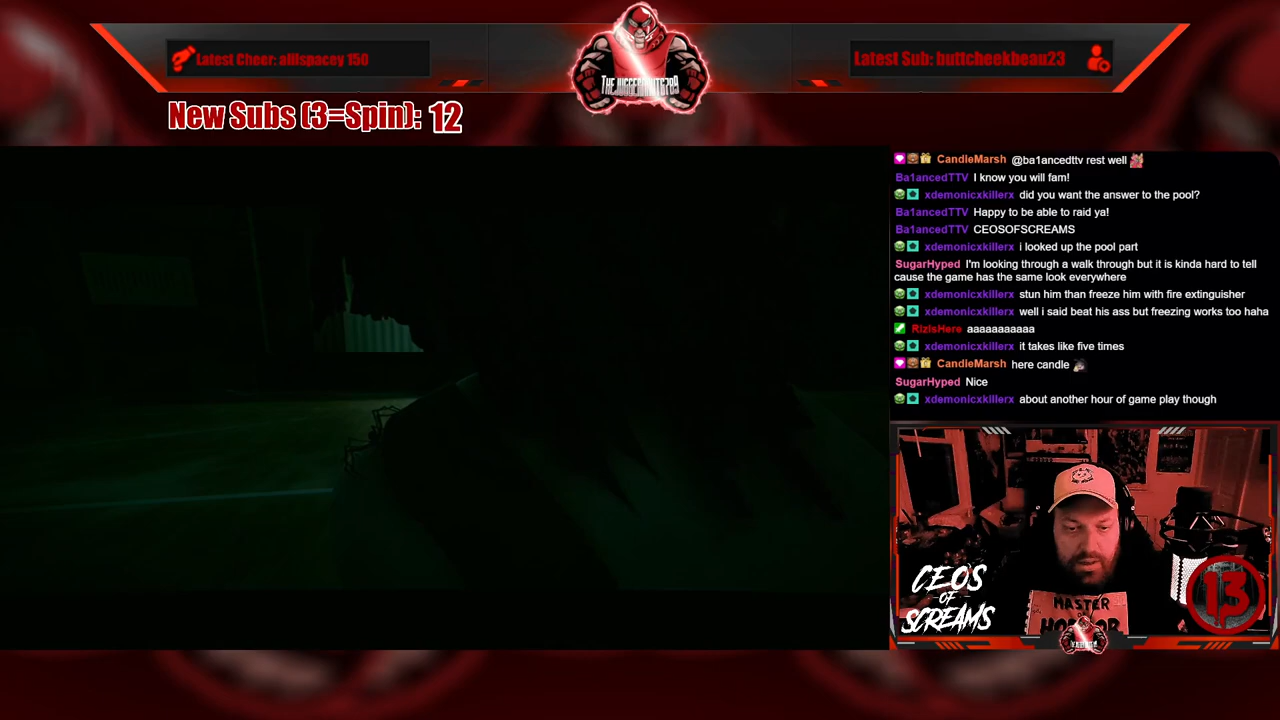 Latest Cheer: allispacey 150
THEJUGGERNAUT6789
Latest Sub: buttcheekbeau23
New Subs (3=Spin): 12
CandleMarsh @ba1ancedttv rest well
Ba1ancedTTV I know you will fam!
xdemonicxkillerx did you want the answer to the pool?
Ba1ancedTTV Happy to be able to raid ya!
Ba1ancedTTV CEOSOFSCREAMS
xdemonicxkillerx i looked up the pool part
SugarHyped I'm looking through a walk through but it is kinda hard to tell
cause the game has the same look everywhere
xdemonicxkillerx stun him than freeze him with fire extinguisher
xdemonicxkillerx well i said beat his ass but freezing works too haha
RizIsHere aaaaaaaaaaa
xdemonicxkillerx it takes like five times
CandleMarsh here candle
SugarHyped Nice
xdemonicxkillerx about another hour of game play though
CEOS
OF
SCREAMS
MASTER
OF
HORROR
13